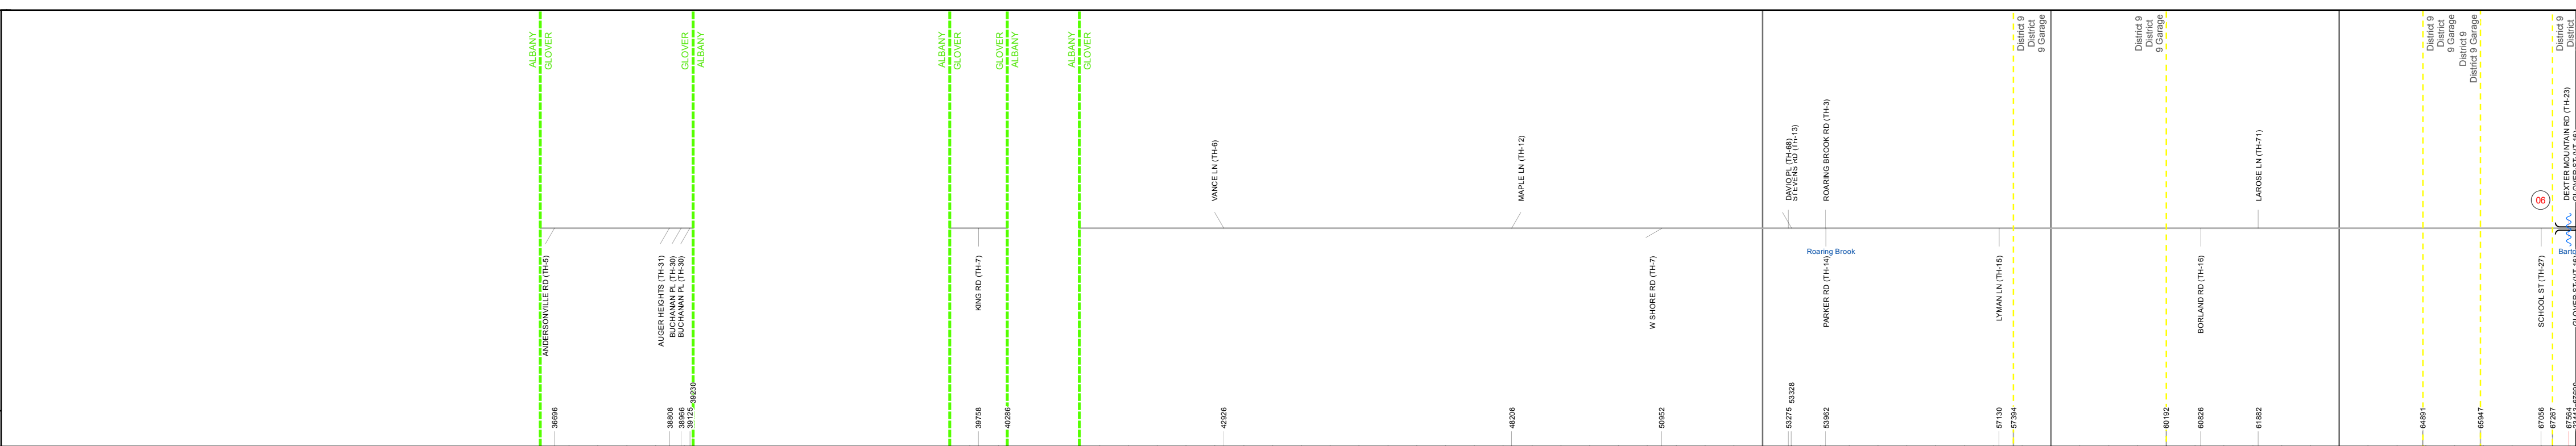 ALBANY
GLOVER
GLOVER
ALBANY
ALBANY
GLOVER
GLOVER
ALBANY
ALBANY
GLOVER
District 9
District
9 Garage
District 9
District
9 Garage
District 9
District
9 Garage
District 9
District 9 Garage
District 9
District
VANCE LN (TH-6)
MAPLE LN (TH-12)
DAVID PL (TH-68)
STEVENS RD (TH-13)
ROARING BROOK RD (TH-3)
LAROSE LN (TH-71)
06
DEXTER MOUNTAIN RD (TH-23)
ANDERSONVILLE RD (TH-5)
AUGER HEIGHTS (TH-31)
BUCHANAN PL (TH-30)
BUCHANAN PL (TH-30)
KING RD (TH-7)
W SHORE RD (TH-7)
Roaring Brook
PARKER RD (TH-14)
LYMAN LN (TH-15)
BORLAND RD (TH-16)
SCHOOL ST (TH-27)
36696
38808
38966
39125
39230
39758
40286
42926
48206
50952
53275
53328
53962
57130
57394
60192
60826
61882
64891
65947
67056
67267
67564